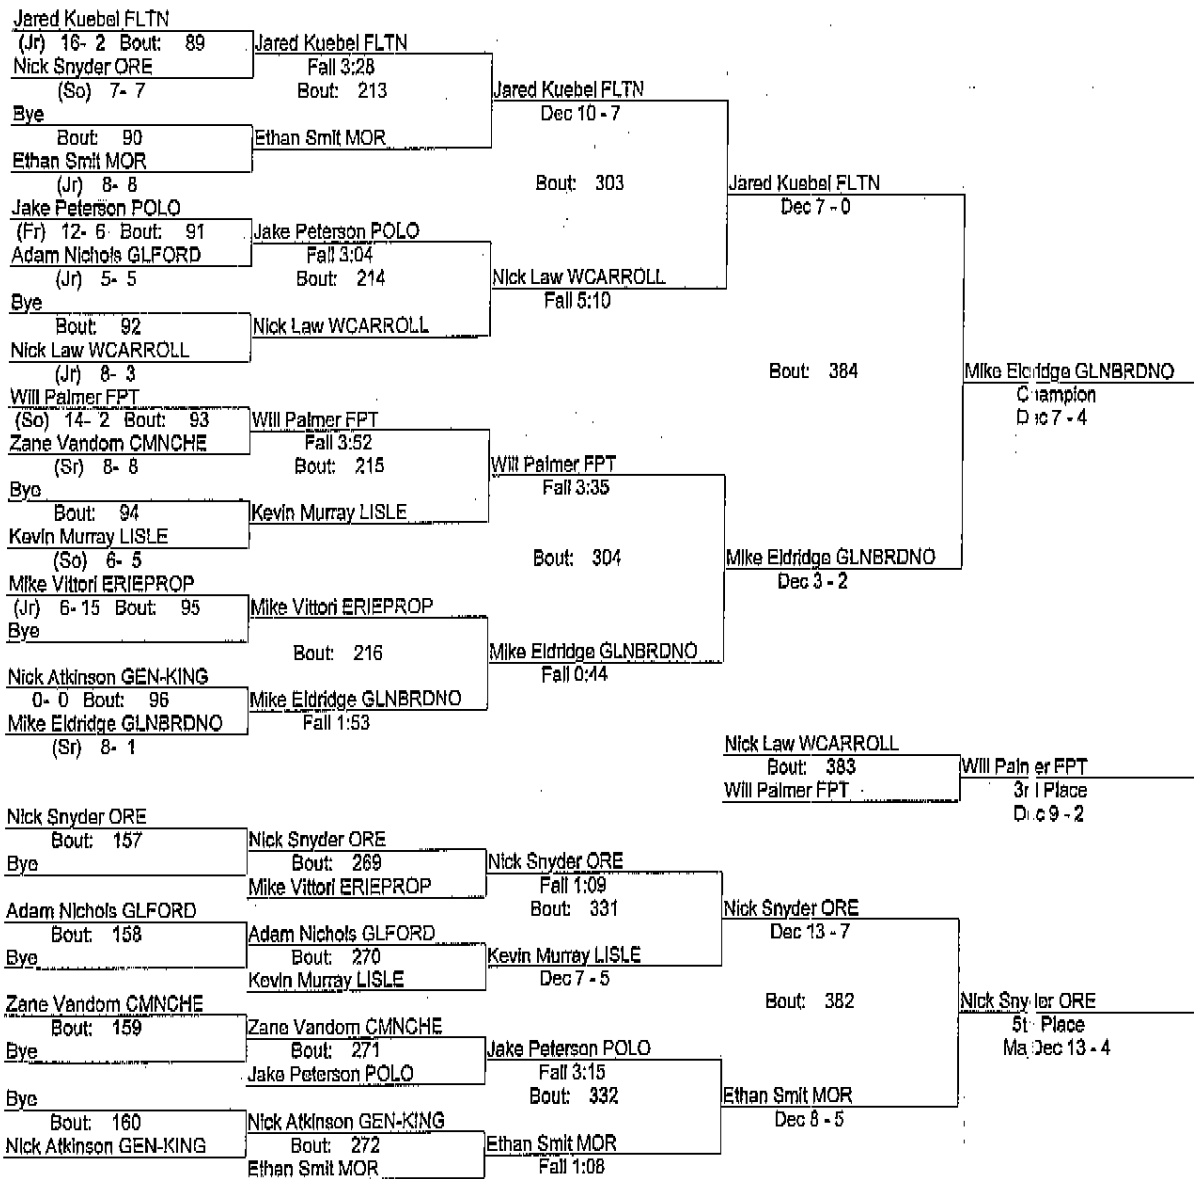 Jared Kuebel FLTN
(Jr) 16- 2 Bout: 89
Nick Snyder ORE
(So) 7- 7
Bye
Bout: 90
Ethan Smit MOR
(Jr) 8- 8
Jake Peterson POLO
(Fr) 12- 6 Bout: 91
Adam Nichols GLFORD
(Jr) 5- 5
Bye
Bout: 92
Nick Law WCARROLL
(Jr) 8- 3
Will Palmer FPT
(So) 14- 2 Bout: 93
Zane Vandom CMNCHE
(Sr) 8- 8
Bye
Bout: 94
Kevin Murray LISLE
(So) 6- 5
Mike Vittori ERIEPROP
(Jr) 6- 15 Bout: 95
Bye
Nick Atkinson GEN-KING
0- 0 Bout: 96
Mike Eldridge GLNBRDNO
(Sr) 8- 1
Jared Kuebel FLTN
Fall 3:28
Bout: 213
Ethan Smit MOR
Jake Peterson POLO
Fall 3:04
Bout: 214
Nick Law WCARROLL
Will Palmer FPT
Fall 3:52
Bout: 215
Kevin Murray LISLE
Mike Vittori ERIEPROP
Bout: 216
Mike Eldridge GLNBRDNO
Fall 1:53
Jared Kuebel FLTN
Dec 10 - 7
Bout: 303
Nick Law WCARROLL
Fall 5:10
Will Palmer FPT
Fall 3:35
Bout: 304
Mike Eldridge GLNBRDNO
Fall 0:44
Jared Kuebel FLTN
Dec 7 - 0
Bout: 384
Mike Eldridge GLNBRDNO
Dec 3 - 2
Mike Eldridge GLNBRDNO
Champion
Dec 7 - 4
Nick Law WCARROLL
Bout: 383
Will Palmer FPT
Will Palmer FPT
3rd Place
Dec 9 - 2
Nick Snyder ORE
Bout: 157
Bye
Adam Nichols GLFORD
Bout: 158
Bye
Zane Vandom CMNCHE
Bout: 159
Bye
Bye
Bout: 160
Nick Atkinson GEN-KING
Nick Snyder ORE
Bout: 269
Mike Vittori ERIEPROP
Adam Nichols GLFORD
Bout: 270
Kevin Murray LISLE
Zane Vandom CMNCHE
Bout: 271
Jake Peterson POLO
Nick Atkinson GEN-KING
Bout: 272
Ethan Smit MOR
Nick Snyder ORE
Fall 1:09
Bout: 331
Kevin Murray LISLE
Dec 7 - 5
Jake Peterson POLO
Fall 3:15
Bout: 332
Ethan Smit MOR
Fall 1:08
Nick Snyder ORE
Dec 13 - 7
Bout: 382
Ethan Smit MOR
Dec 8 - 5
Nick Snyder ORE
5th Place
Maj Dec 13 - 4